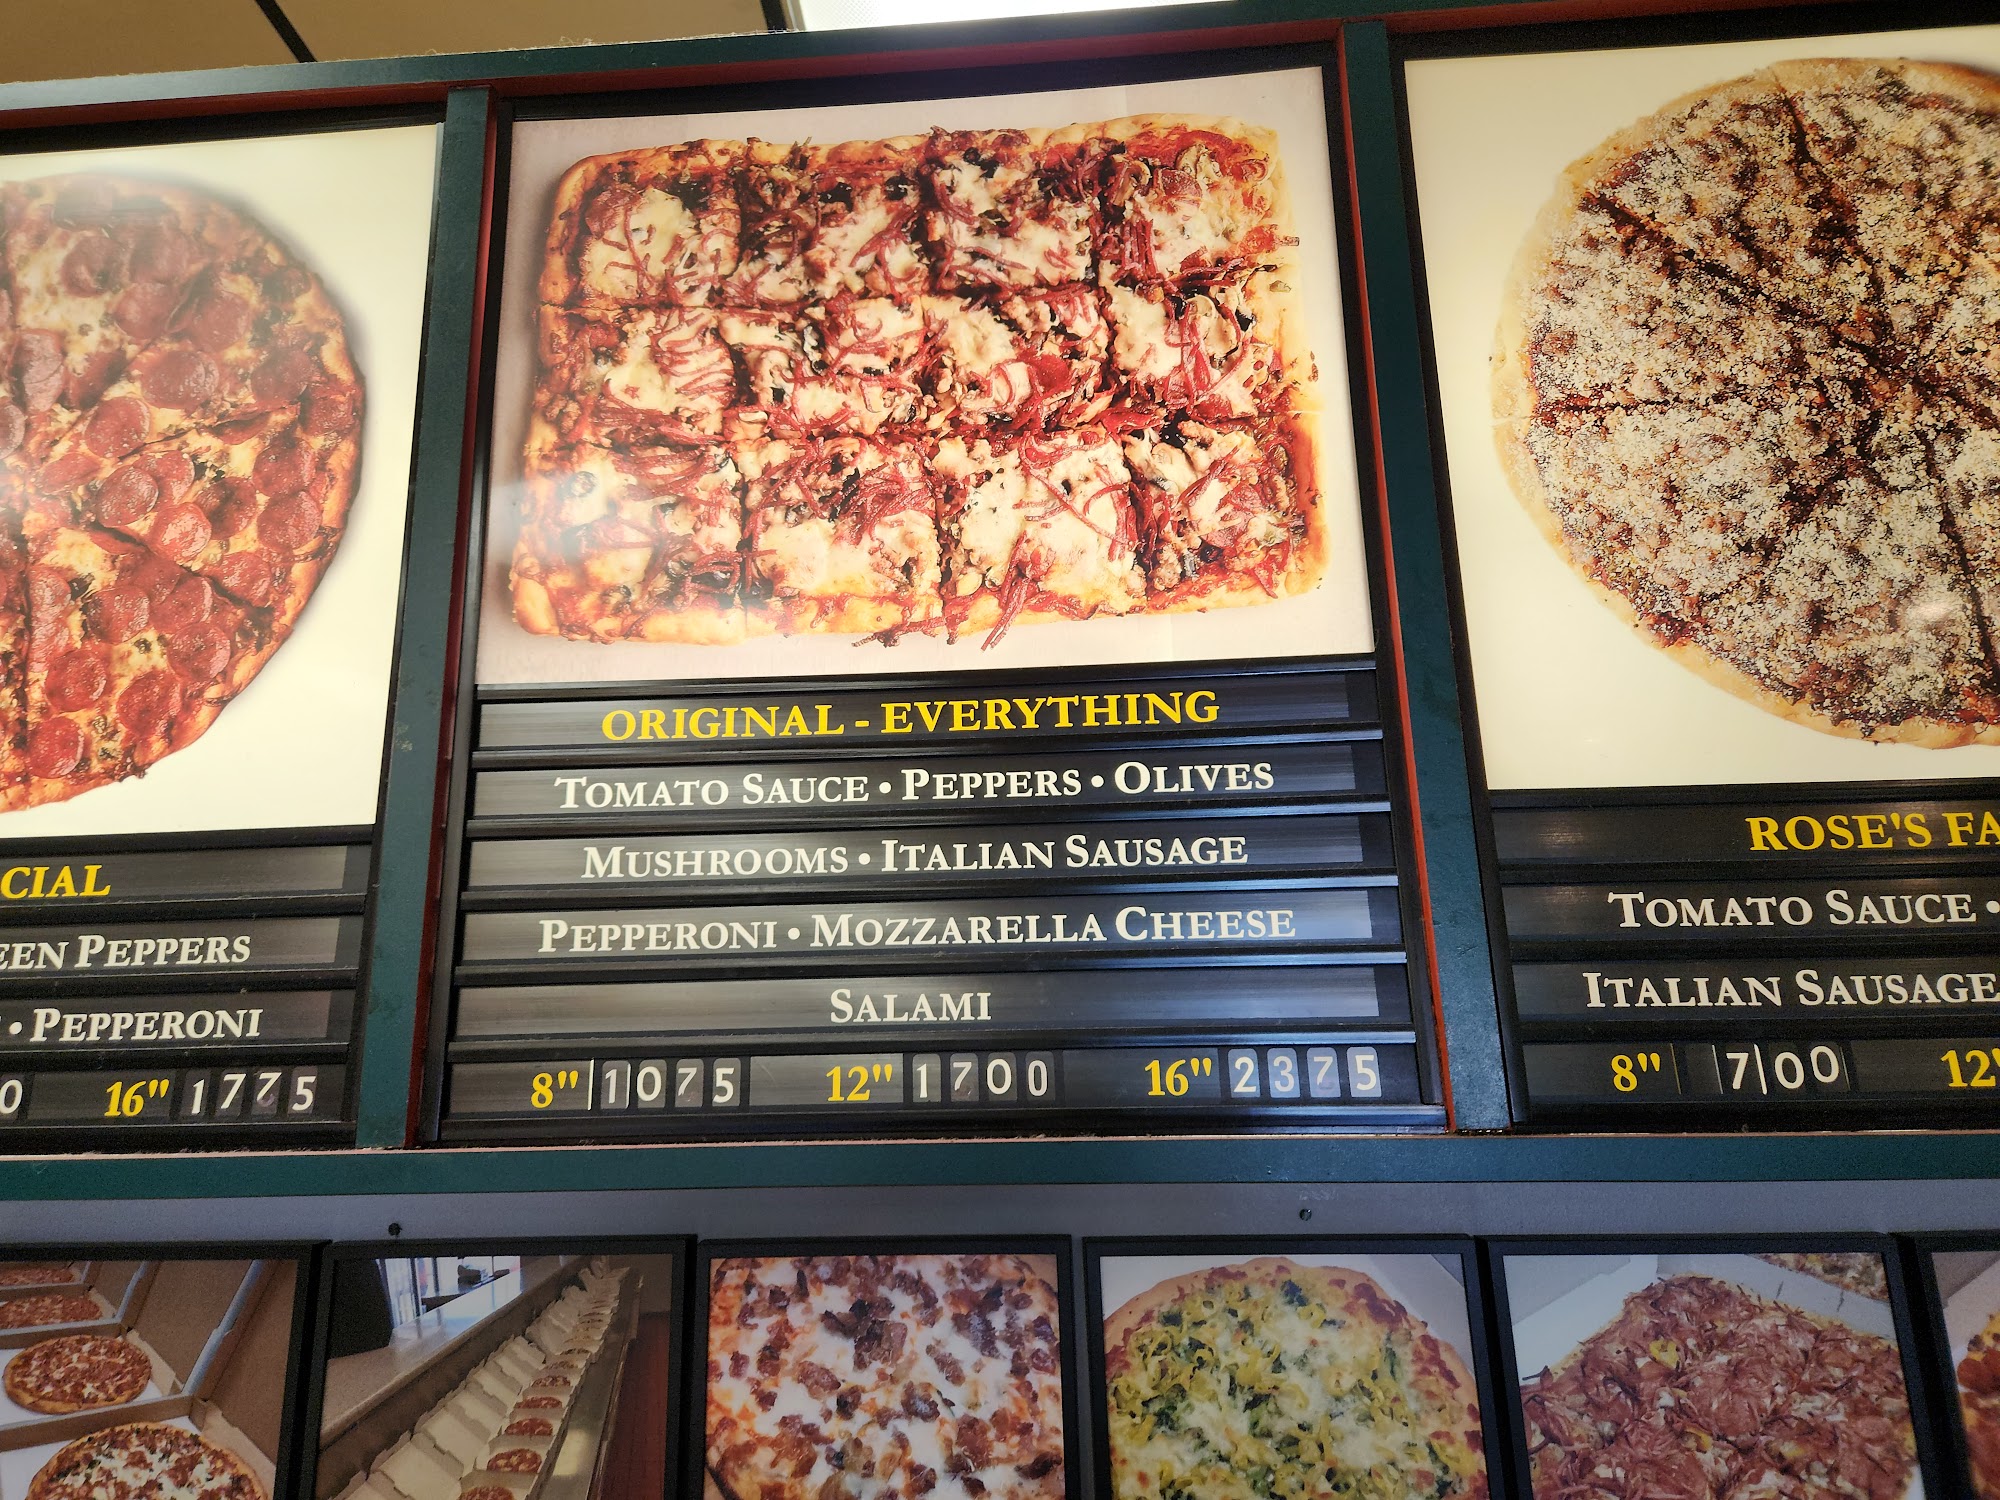 CIAL
EEN PEPPERS
• PEPPERONI
0 16" 1775
ORIGINAL - EVERYTHING
TOMATO SAUCE • PEPPERS • OLIVES
MUSHROOMS • ITALIAN SAUSAGE
PEPPERONI • MOZZARELLA CHEESE
SALAMI
8" 1075 12" 1700 16" 2375
ROSE'S FA
TOMATO SAUCE •
ITALIAN SAUSAGE
8" 700 12"